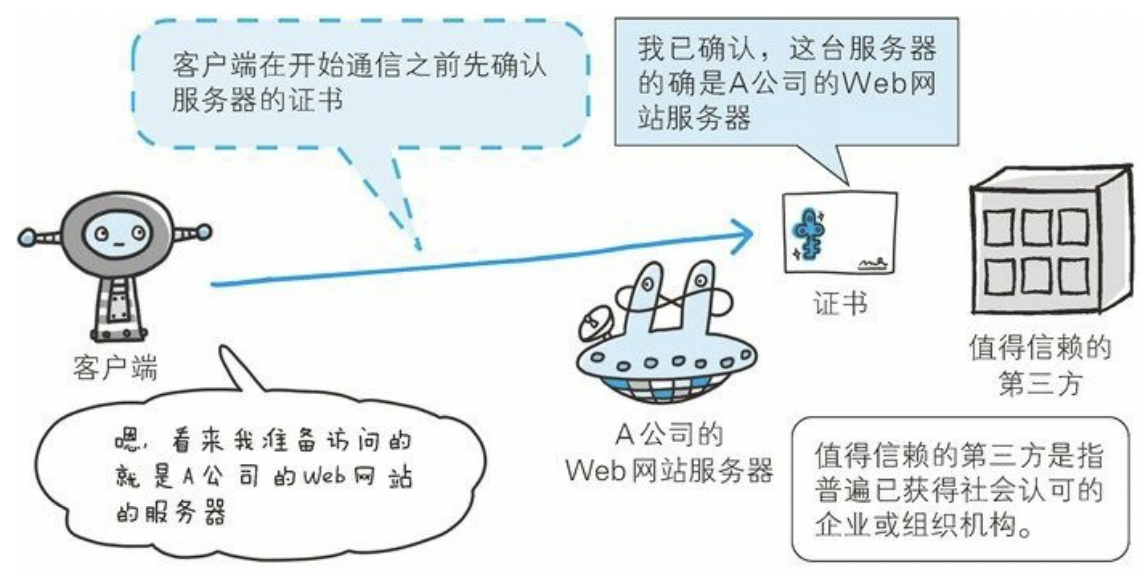 客户端在开始通信之前先确认
服务器的证书
我已确认，这台服务器
的确是A公司的Web网
站服务器
证书
客户端
值得信赖的
第三方
嗯，看来我准备访问的
就是A公司的Web网站
的服务器
A公司的
Web网站服务器
值得信赖的第三方是指
普遍已获得社会认可的
企业或组织机构。